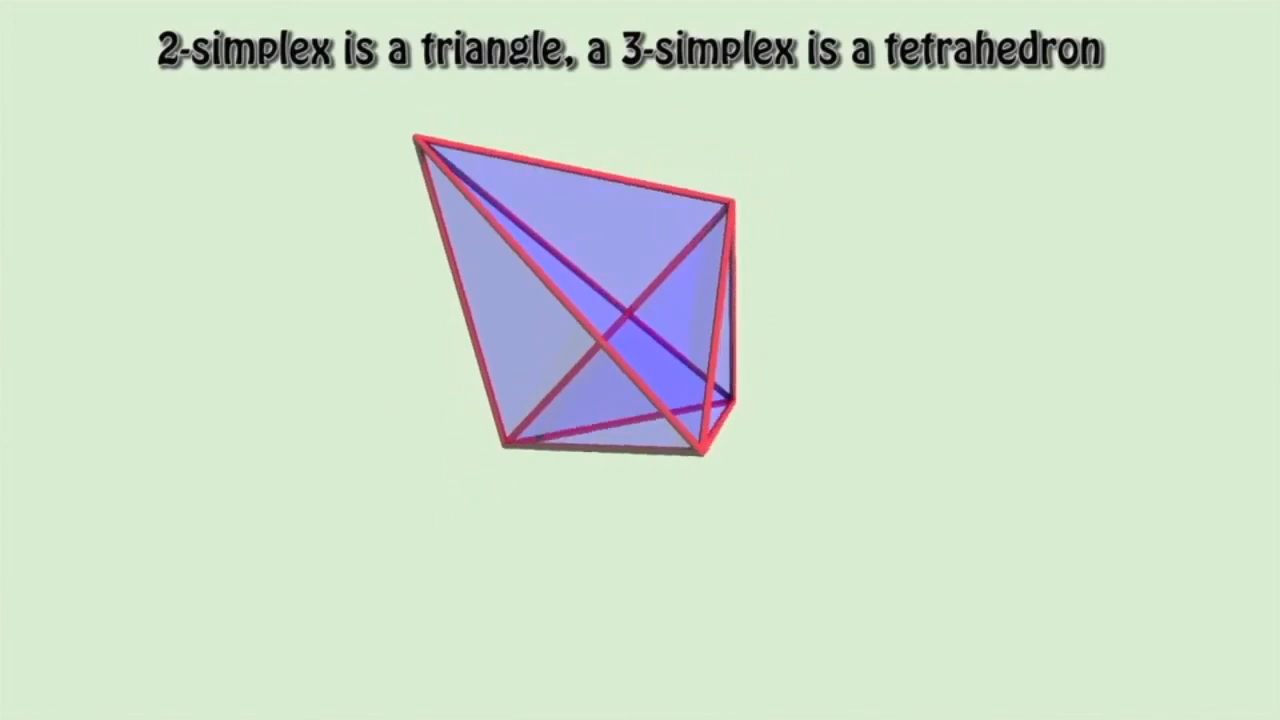 2-simplex is a triangle, a 3-simplex is a tetrahedron